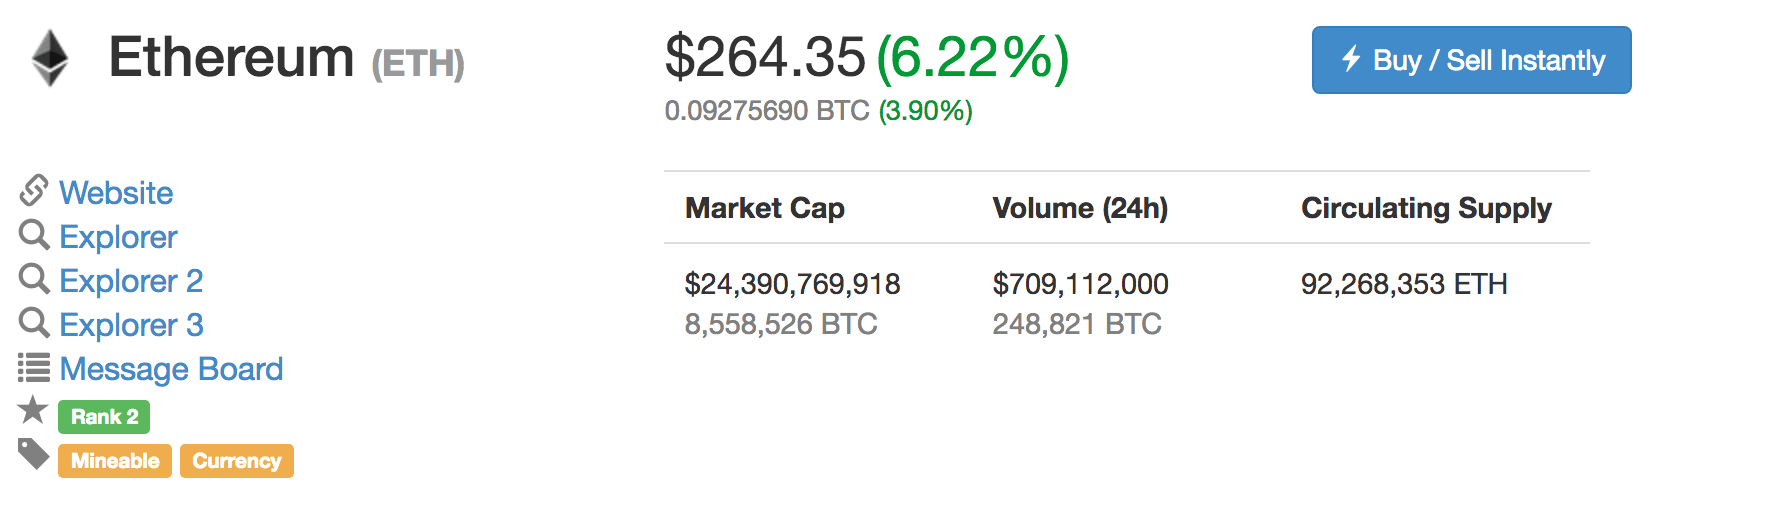 Ethereum (ETH)
$264.35 (6.22%)
0.09275690 BTC (3.90%)
Buy / Sell Instantly
Website
Explorer
Explorer 2
Explorer 3
Message Board
Rank 2
Mineable Currency
Market Cap Volume (24h) Circulating Supply
$24,390,769,918 $709,112,000 92,268,353 ETH
8,558,526 BTC 248,821 BTC